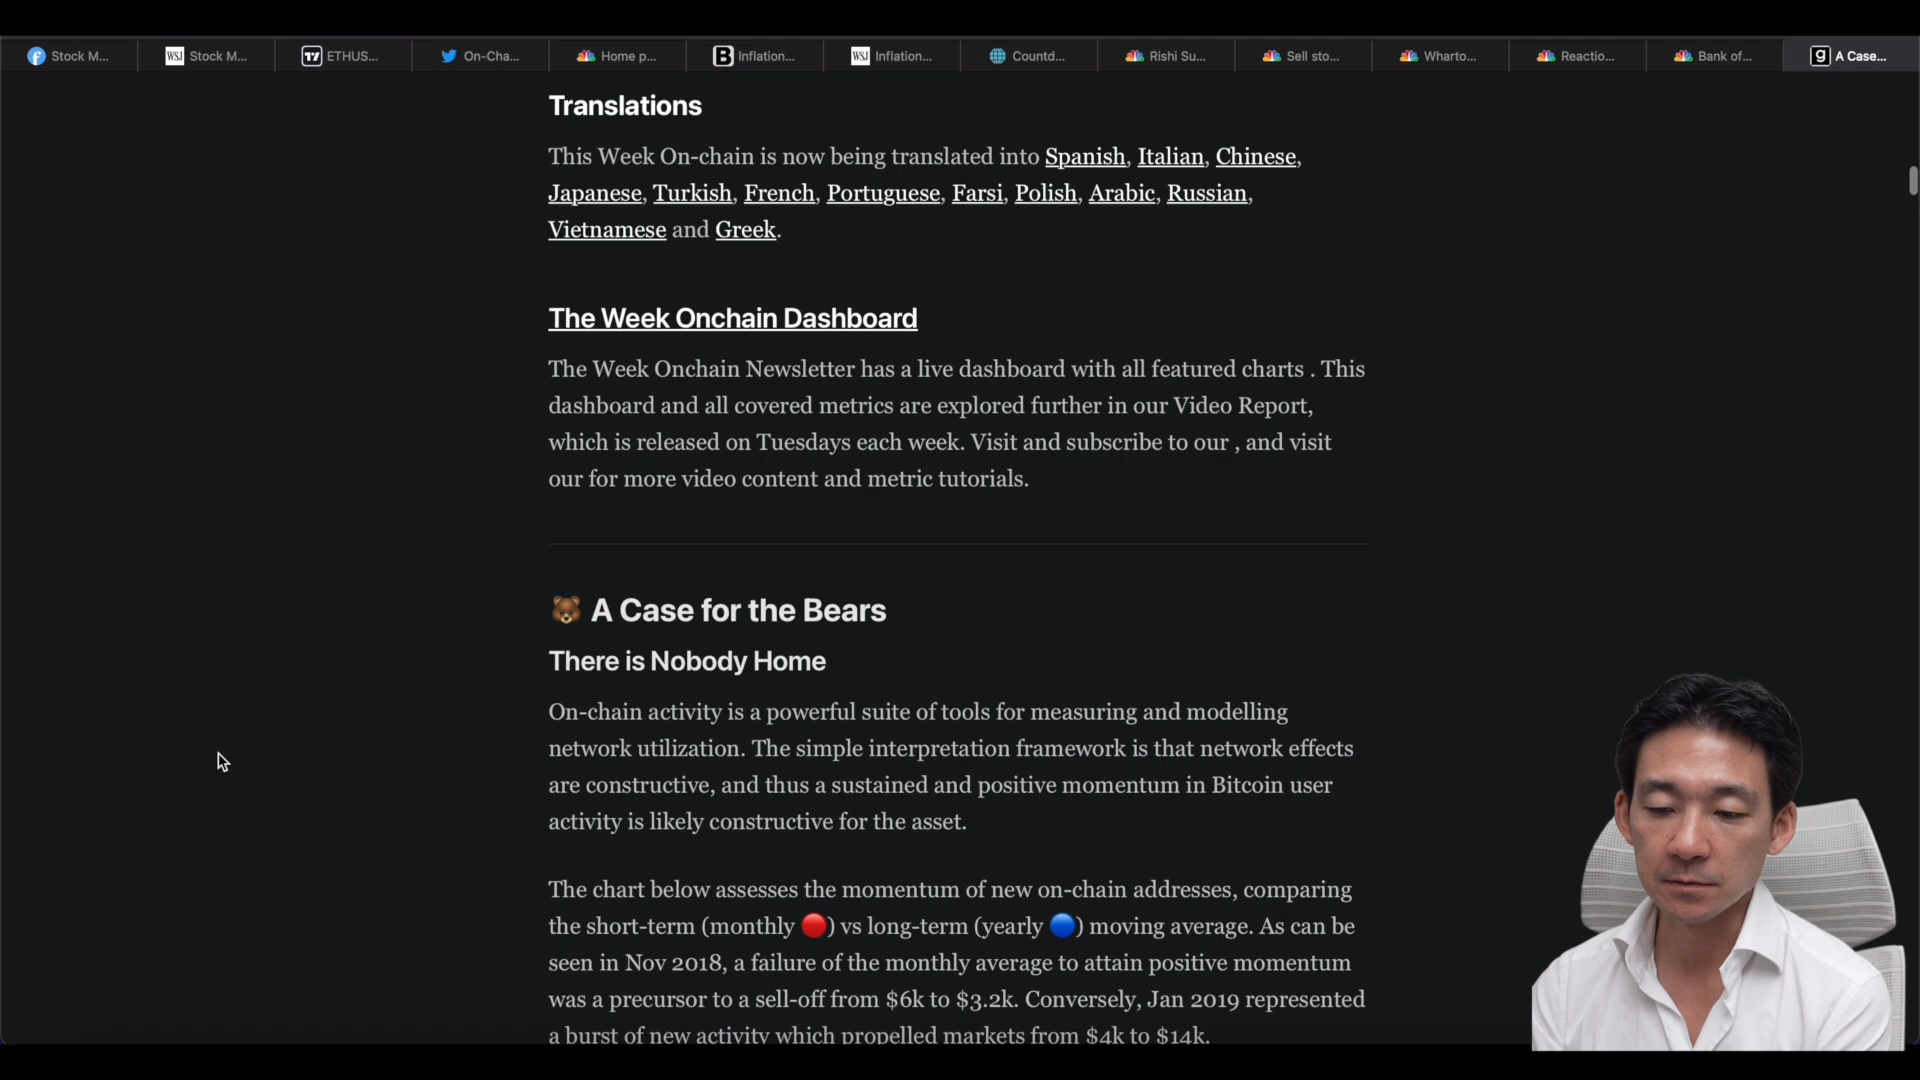 Stock M...
WSJ Stock M...
17 ETHUS...
On-Cha...
Home p...
B Inflation...
WSJ Inflation...
Countd...
Rishi Su...
Sell sto...
Wharto...
Reactio...
Bank of...
g A Case...
Translations
This Week On-chain is now being translated into Spanish, Italian, Chinese,
Japanese, Turkish, French, Portuguese, Farsi, Polish, Arabic, Russian,
Vietnamese and Greek.
The Week Onchain Dashboard
The Week Onchain Newsletter has a live dashboard with all featured charts . This
dashboard and all covered metrics are explored further in our Video Report,
which is released on Tuesdays each week. Visit and subscribe to our , and visit
our for more video content and metric tutorials.
🐻 A Case for the Bears
There is Nobody Home
On-chain activity is a powerful suite of tools for measuring and modelling
network utilization. The simple interpretation framework is that network effects
are constructive, and thus a sustained and positive momentum in Bitcoin user
activity is likely constructive for the asset.
The chart below assesses the momentum of new on-chain addresses, comparing
the short-term (monthly 🔴) vs long-term (yearly 🔵) moving average. As can be
seen in Nov 2018, a failure of the monthly average to attain positive momentum
was a precursor to a sell-off from $6k to $3.2k. Conversely, Jan 2019 represented
a burst of new activity which propelled markets from $4k to $14k.